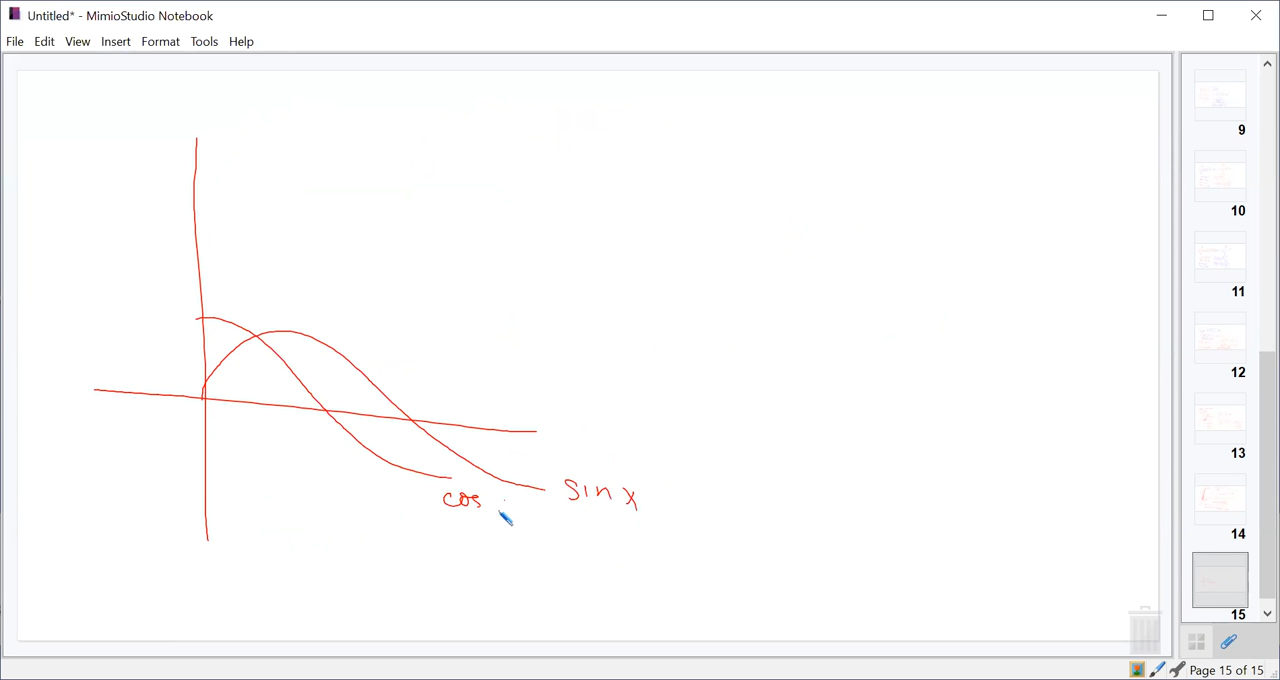 Untitled* - MimioStudio Notebook
File Edit View Insert Format Tools Help
9
10
11
12
13
14
15
sin x
cos
Page 15 of 15